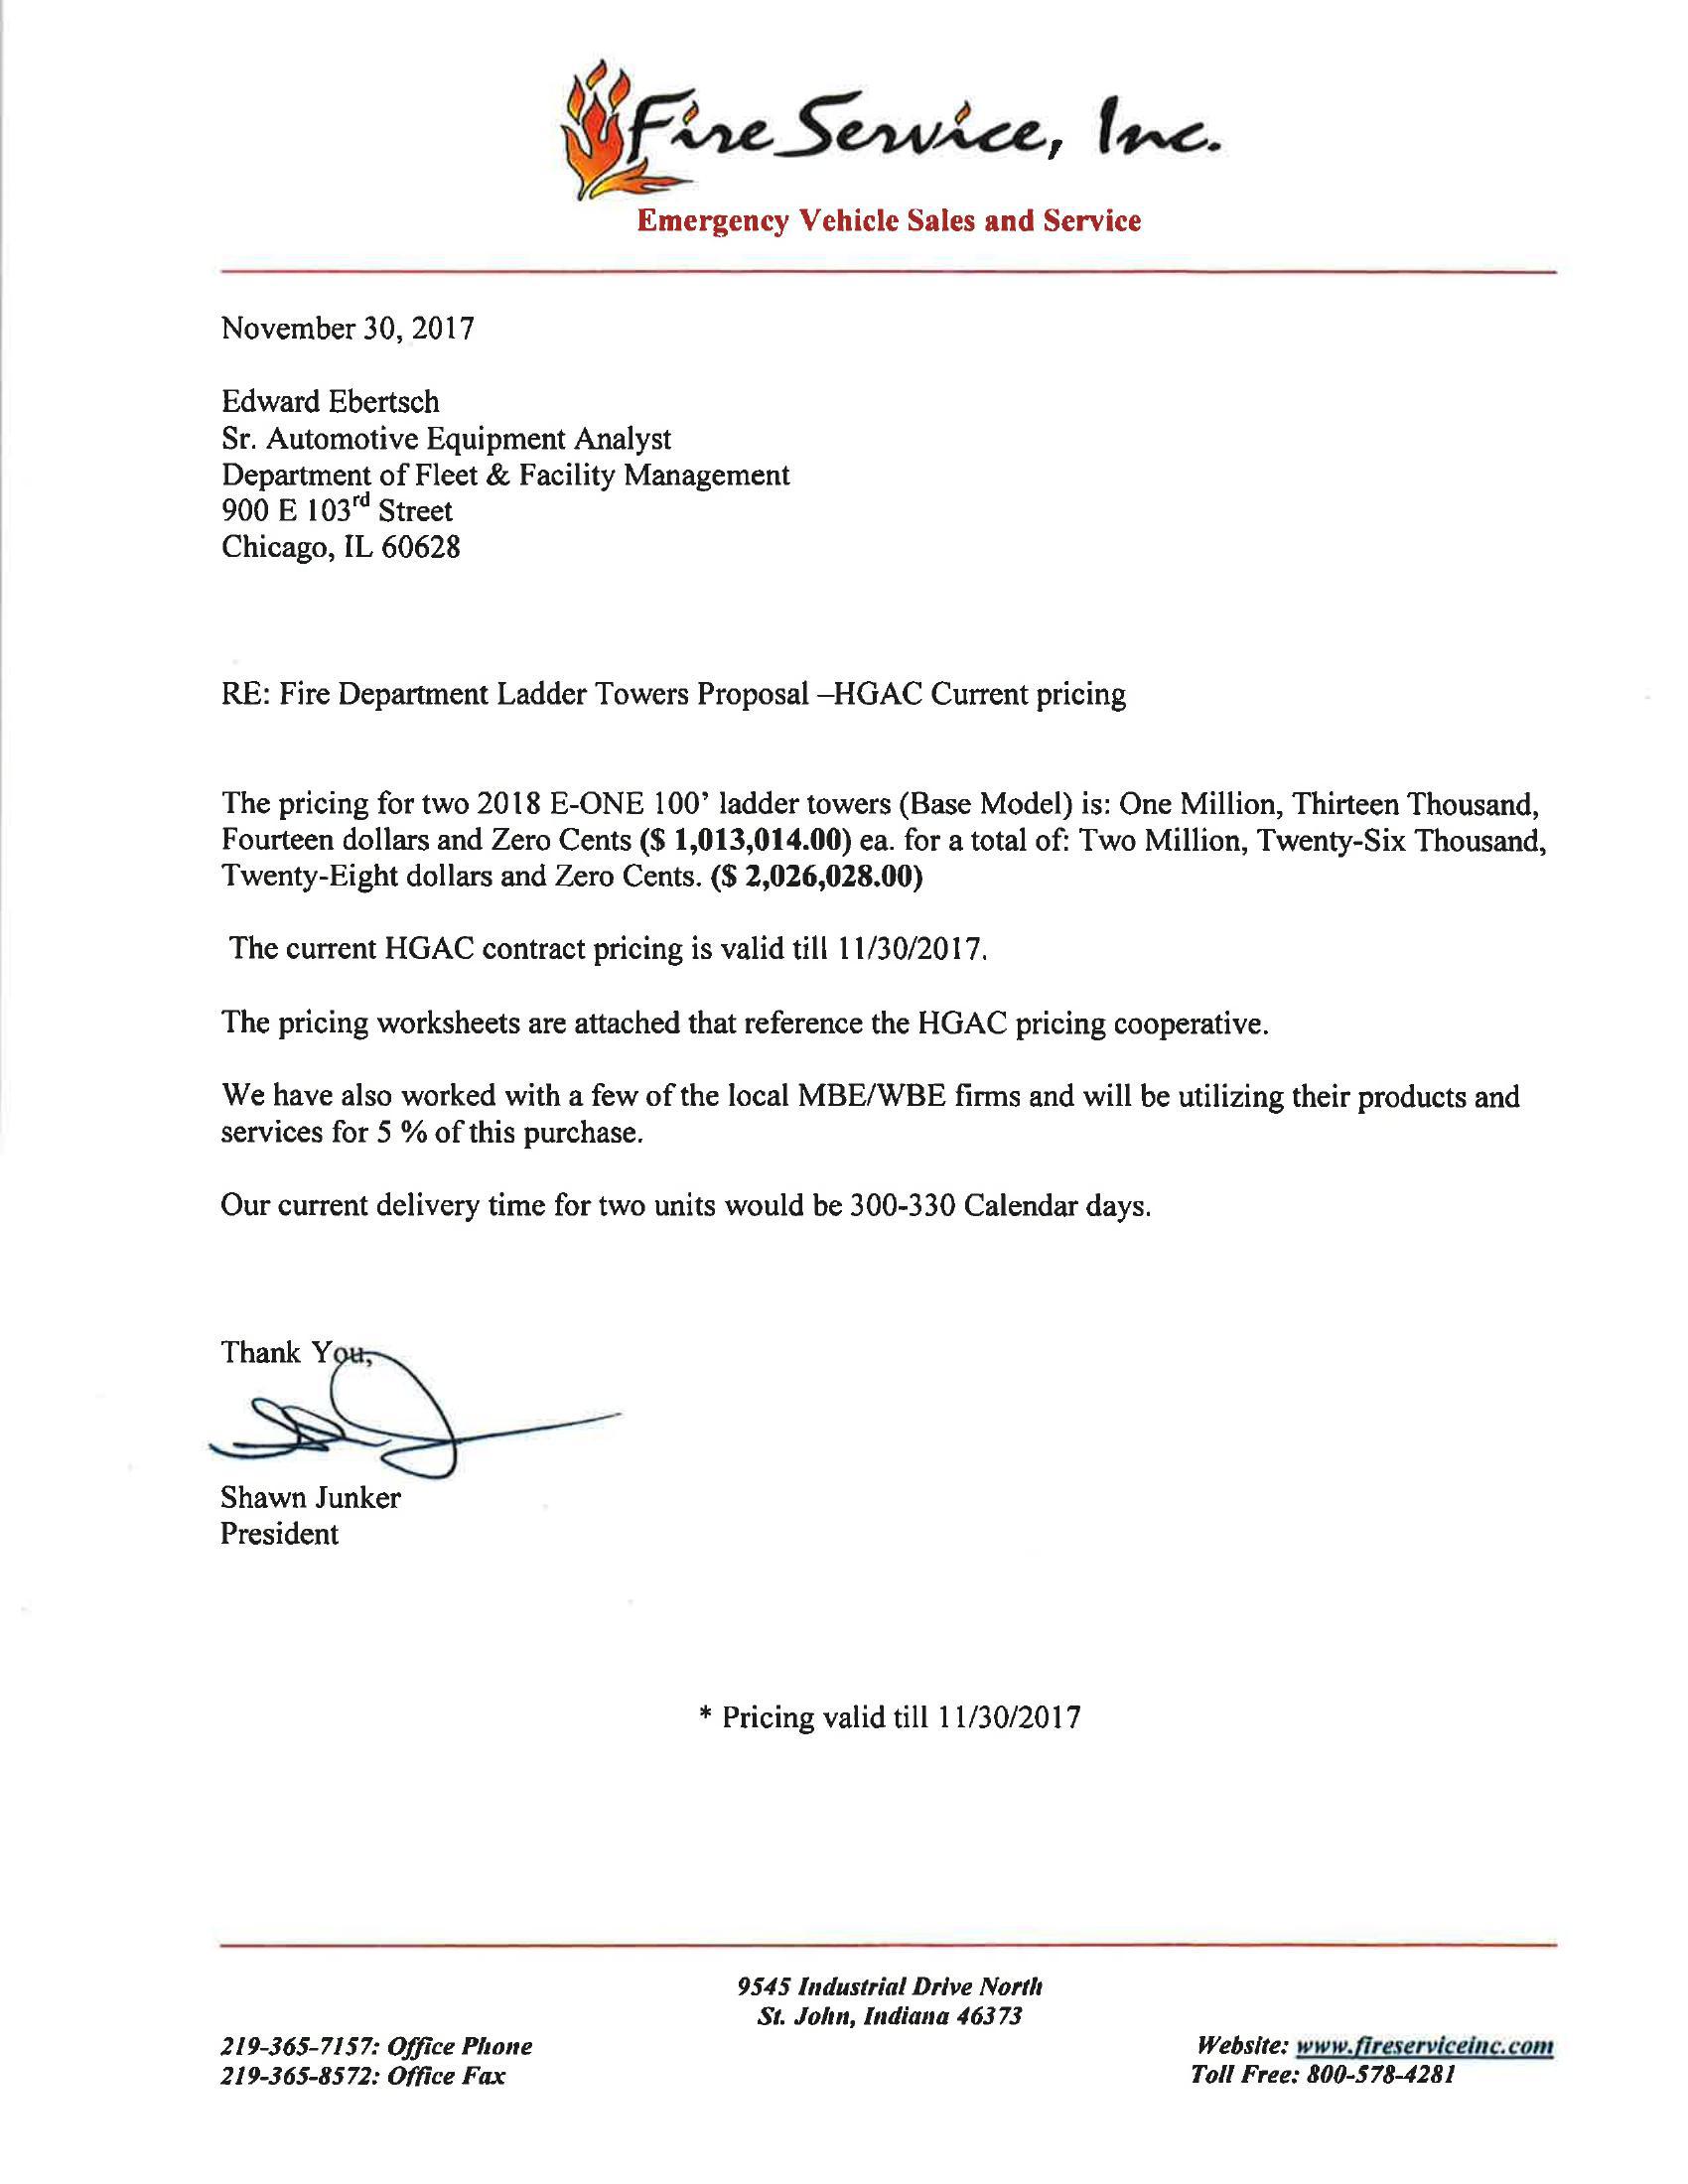 Fire Service, Inc.
Emergency Vehicle Sales and Service
November 30, 2017
Edward Ebertsch
Sr. Automotive Equipment Analyst
Department of Fleet & Facility Management
900 E 103rd Street
Chicago, IL 60628
RE: Fire Department Ladder Towers Proposal –HGAC Current pricing
The pricing for two 2018 E-ONE 100’ ladder towers (Base Model) is: One Million, Thirteen Thousand,
Fourteen dollars and Zero Cents ($ 1,013,014.00) ea. for a total of: Two Million, Twenty-Six Thousand,
Twenty-Eight dollars and Zero Cents. ($ 2,026,028.00)
The current HGAC contract pricing is valid till 11/30/2017.
The pricing worksheets are attached that reference the HGAC pricing cooperative.
We have also worked with a few of the local MBE/WBE firms and will be utilizing their products and
services for 5 % of this purchase.
Our current delivery time for two units would be 300-330 Calendar days.
Thank You,
Shawn Junker
President
* Pricing valid till 11/30/2017
9545 Industrial Drive North
St. John, Indiana 46373
219-365-7157: Office Phone
Website: www.fireserviceinc.com
219-365-8572: Office Fax
Toll Free: 800-578-4281